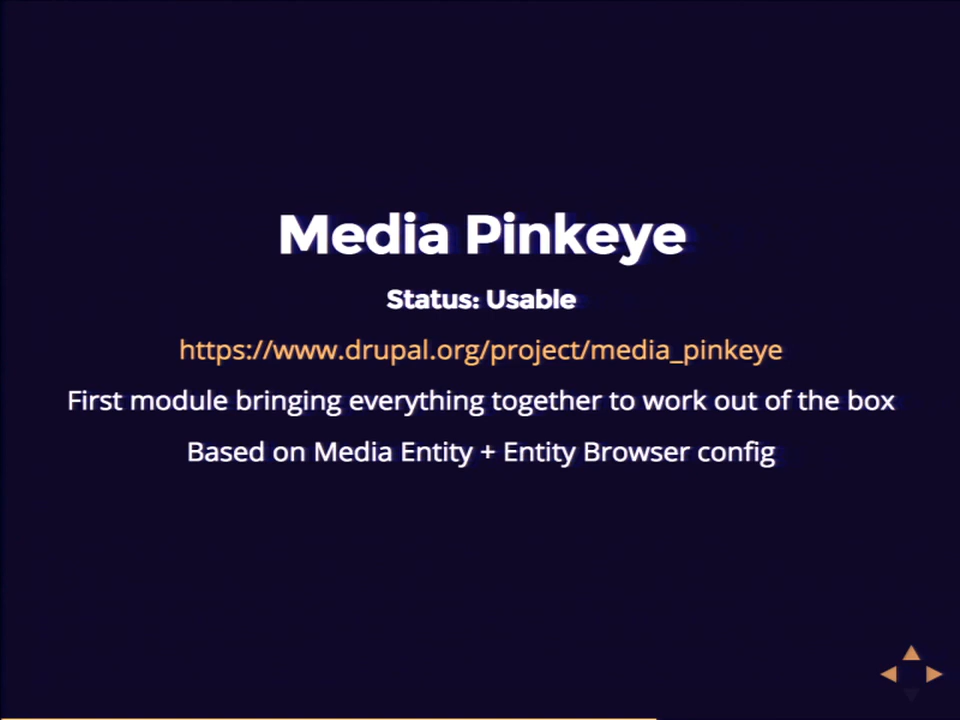 Media Pinkeye
Status: Usable
https://www.drupal.org/project/media_pinkeye
First module bringing everything together to work out of the box
Based on Media Entity + Entity Browser config